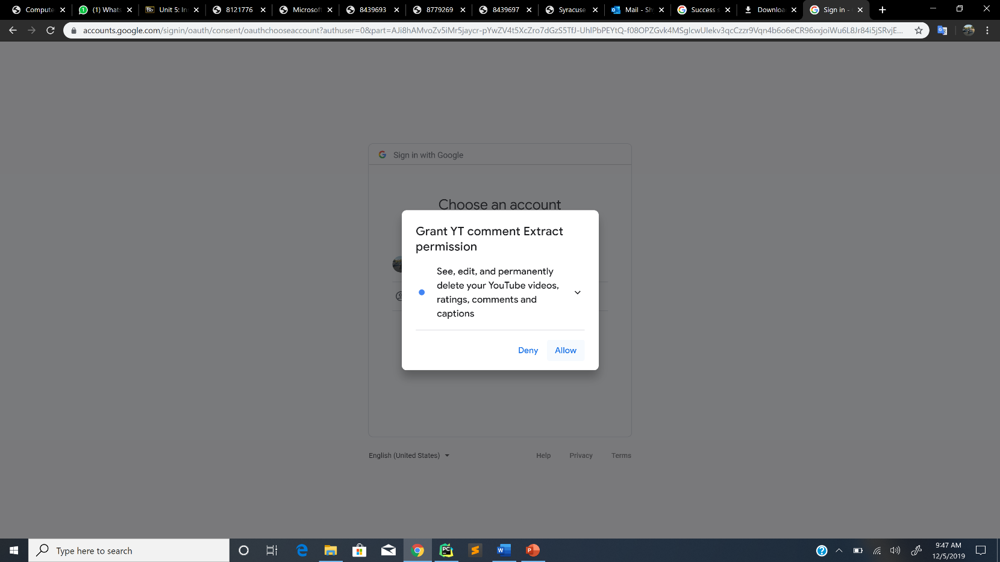 Compute
(1) Whats
Unit 5: In
8121776
Microsoft
8439693
8779269
8439697
Syracuse
Mail - Sh
Success s
Downloa
Sign in -
accounts.google.com/signin/oauth/consent/oauthchooseaccount?authuser=0&part=AJi8hAMvoZv5iMr5jaycr-pYwZV4t5XcZro7dGzS5TfJ-UhlPbPEYtQ-f08OPZGvk4MSglcwUlekv3qcCzzr9Vqn4b6o6eCR96xxjoiWu6L8Jr84i5jSRvjE...
Sign in with Google
Choose an account
Grant YT comment Extract
permission
See, edit, and permanently
delete your YouTube videos,
ratings, comments and
captions
Deny
Allow
English (United States)
Help
Privacy
Terms
Type here to search
9:47 AM
12/5/2019